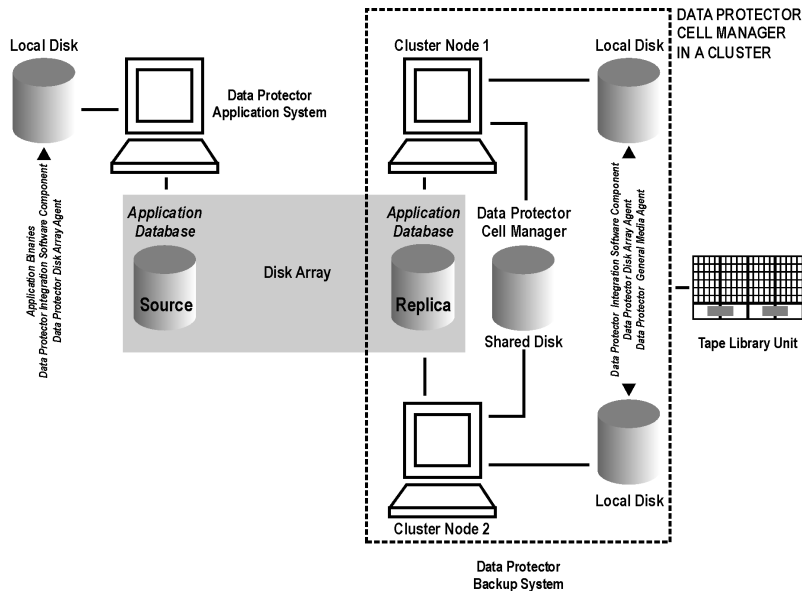 DATA PROTECTOR
CELL MANAGER
IN A CLUSTER
Local Disk
Cluster Node 1
Local Disk
Data Protector
Application System
Application Binaries
Data Protector Integration Software Component
Data Protector Disk Array Agent
Application
Database
Source
Disk Array
Application
Database
Replica
Data Protector
Cell Manager
Shared Disk
Data Protector Integration Software Component
Data Protector Disk Array Agent
Data Protector General Media Agent
Tape Library Unit
Cluster Node 2
Local Disk
Data Protector
Backup System